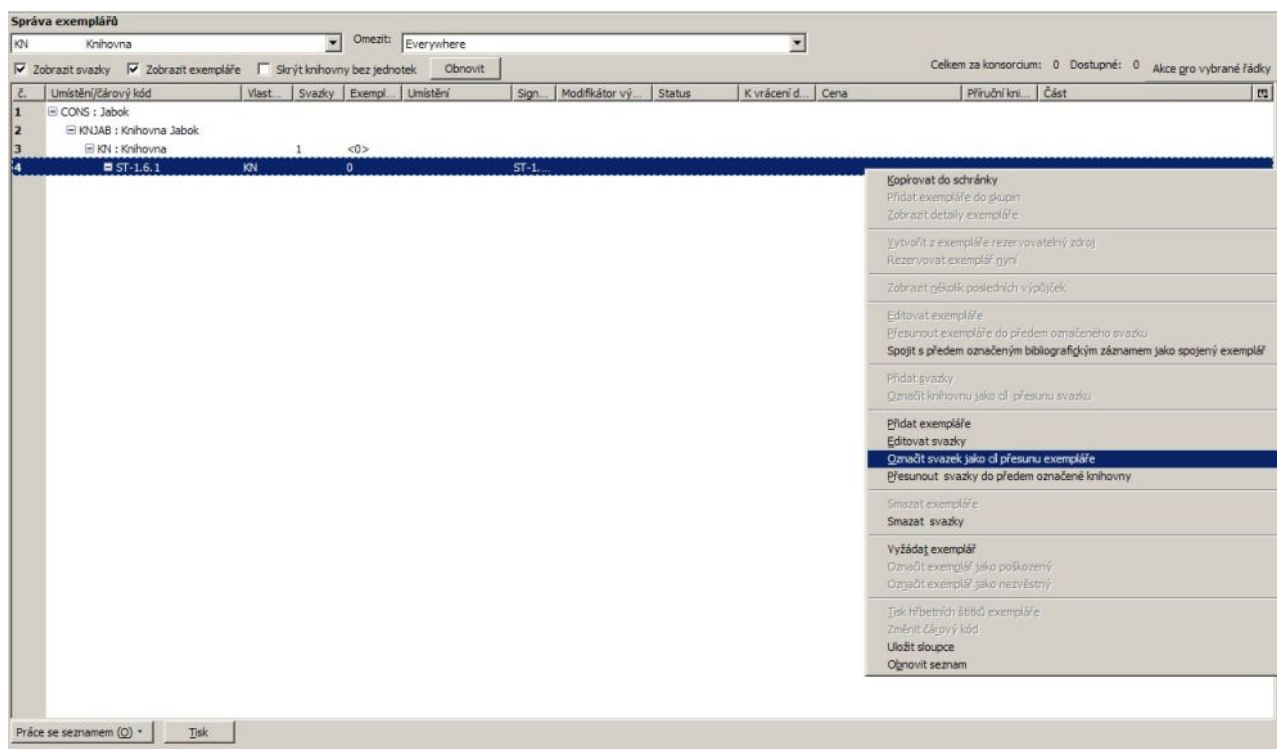 Správa exemplářů
KN Knihovna Omezit: Everywhere
Zobrazit svazky Zobrazit exempláře Skrýt knihovny bez jednotek Obnovit Celkem za konsorcium: 0 Dostupné: 0 Akce pro vybrané řádky
č. Umístění/čárový kód Vlast... Svazky Exempl... Umístění Sign... Modifikátor vý... Status K vrácení d... Cena Příruční kni... Část
1 CONS : Jabok
2 KNJAB : Knihovna Jabok
3 KN : Knihovna 1 <0>
4 ST-1.6.1 KN 0 ST-1....
Kopírovat do schránky
Přidat exempláře do skupin
Zobrazit detaily exempláře
Vytvořit z exempláře rezervovatelný zdroj
Rezervovat exemplář nyní
Zobrazit několik posledních výpůjček
Editovat exempláře
Přesunout exempláře do předem označeného svazku
Spojit s předem označeným bibliografickým záznamem jako spojený exemplář
Přidat svazky
Označit knihovnu jako cíl přesunu svazku
Přidat exempláře
Editovat svazky
Označit svazek jako cíl přesunu exempláře
Přesunout svazky do předem označené knihovny
Smazat exempláře
Smazat svazky
Vyžádat exemplář
Označit exemplář jako poškozený
Označit exemplář jako nezvěstný
Tisk hřbetních štítků exempláře
Změnit čárový kód
Uložit sloupce
Obnovit seznam
Práce se seznamem (O) Tisk